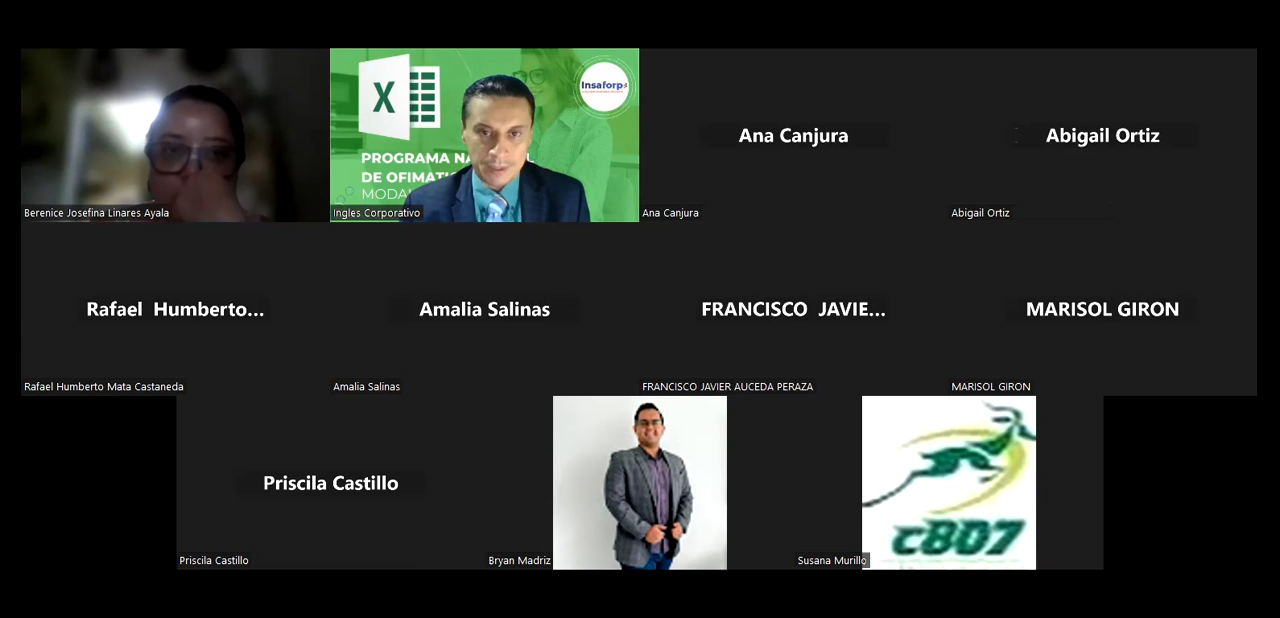 X
Insaforp
PROGRAMA NA
DE OFIMATI
MODA
Berenice Josefina Linares Ayala
Ingles Corporativo
Ana Canjura
Ana Canjura
Abigail Ortiz
Abigail Ortiz
Rafael Humberto...
Rafael Humberto Mata Castaneda
Amalia Salinas
Amalia Salinas
FRANCISCO JAVIE...
FRANCISCO JAVIER AUCEDA PERAZA
MARISOL GIRON
MARISOL GIRON
Priscila Castillo
Priscila Castillo
Bryan Madriz
Susana Murillo
c807